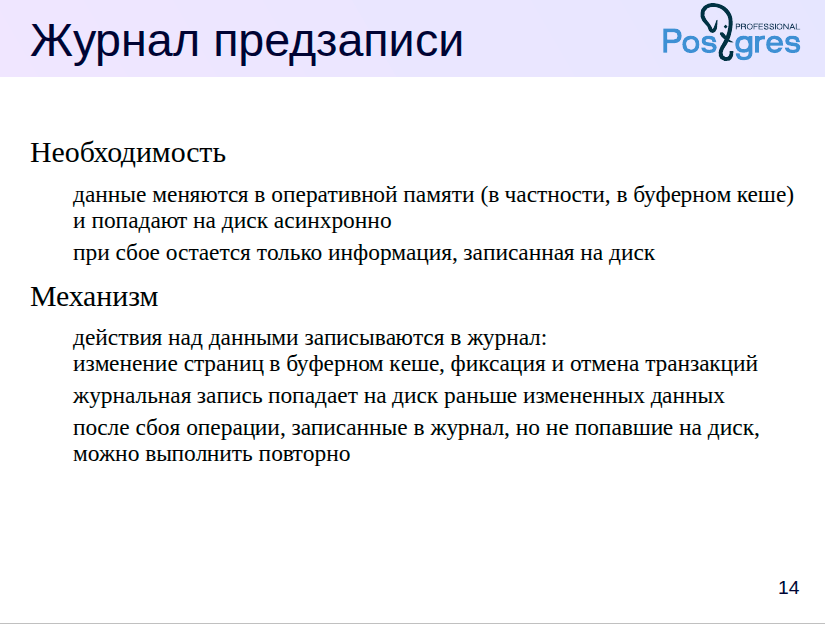 Журнал предзаписи
PROFESSIONAL
Postgres
Необходимость
данные меняются в оперативной памяти (в частности, в буферном кеше)
и попадают на диск асинхронно
при сбое остается только информация, записанная на диск
Механизм
действия над данными записываются в журнал:
изменение страниц в буферном кеше, фиксация и отмена транзакций
журнальная запись попадает на диск раньше измененных данных
после сбоя операции, записанные в журнал, но не попавшие на диск,
можно выполнить повторно
14